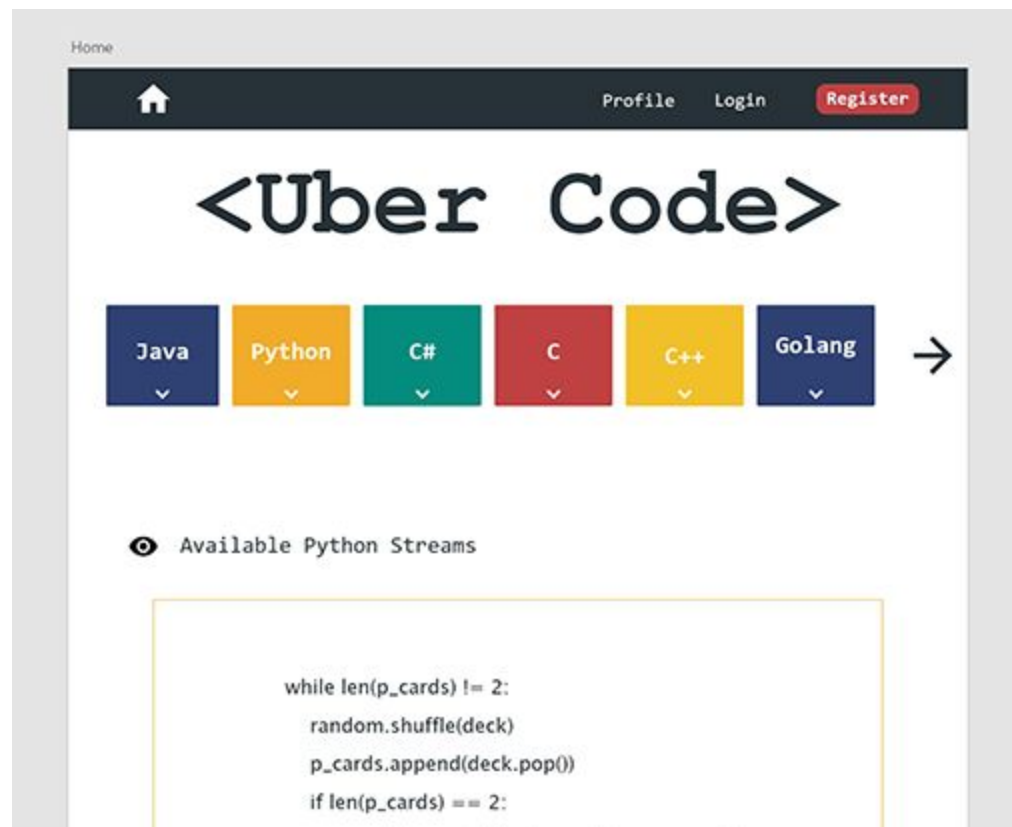 Home
Profile Login Register
<Uber Code>
Java Python C# C C++ Golang
Available Python Streams
while len(p_cards) != 2:
random.shuffle(deck)
p_cards.append(deck.pop())
if len(p_cards) == 2: